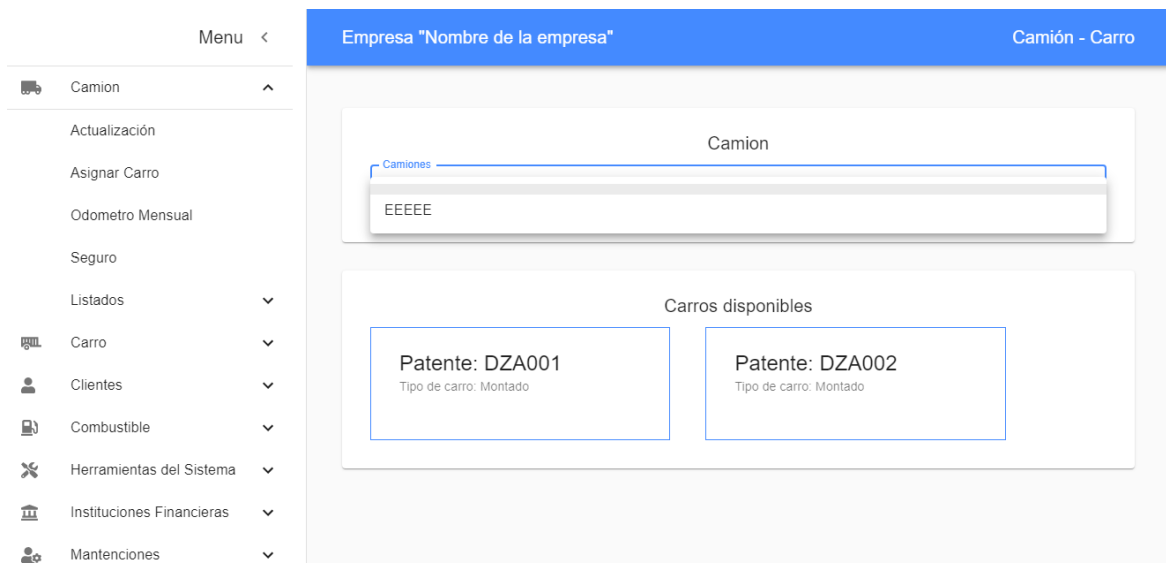 Menu
Camion
Actualización
Asignar Carro
Odometro Mensual
Seguro
Listados
Carro
Clientes
Combustible
Herramientas del Sistema
Instituciones Financieras
Mantenciones
Empresa "Nombre de la empresa"
Camión - Carro
Camion
Camiones
EEEEE
Carros disponibles
Patente: DZA001
Tipo de carro: Montado
Patente: DZA002
Tipo de carro: Montado